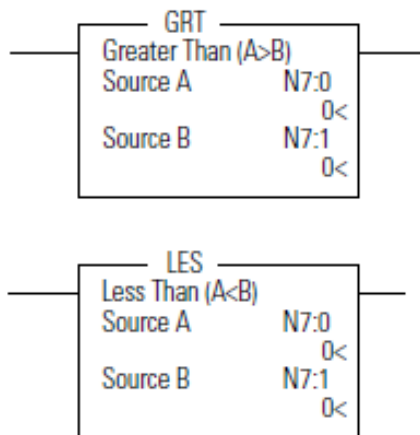 GRT
Greater Than (A>B)
Source A N7:0
0<
Source B N7:1
0<
LES
Less Than (A<B)
Source A N7:0
0<
Source B N7:1
0<